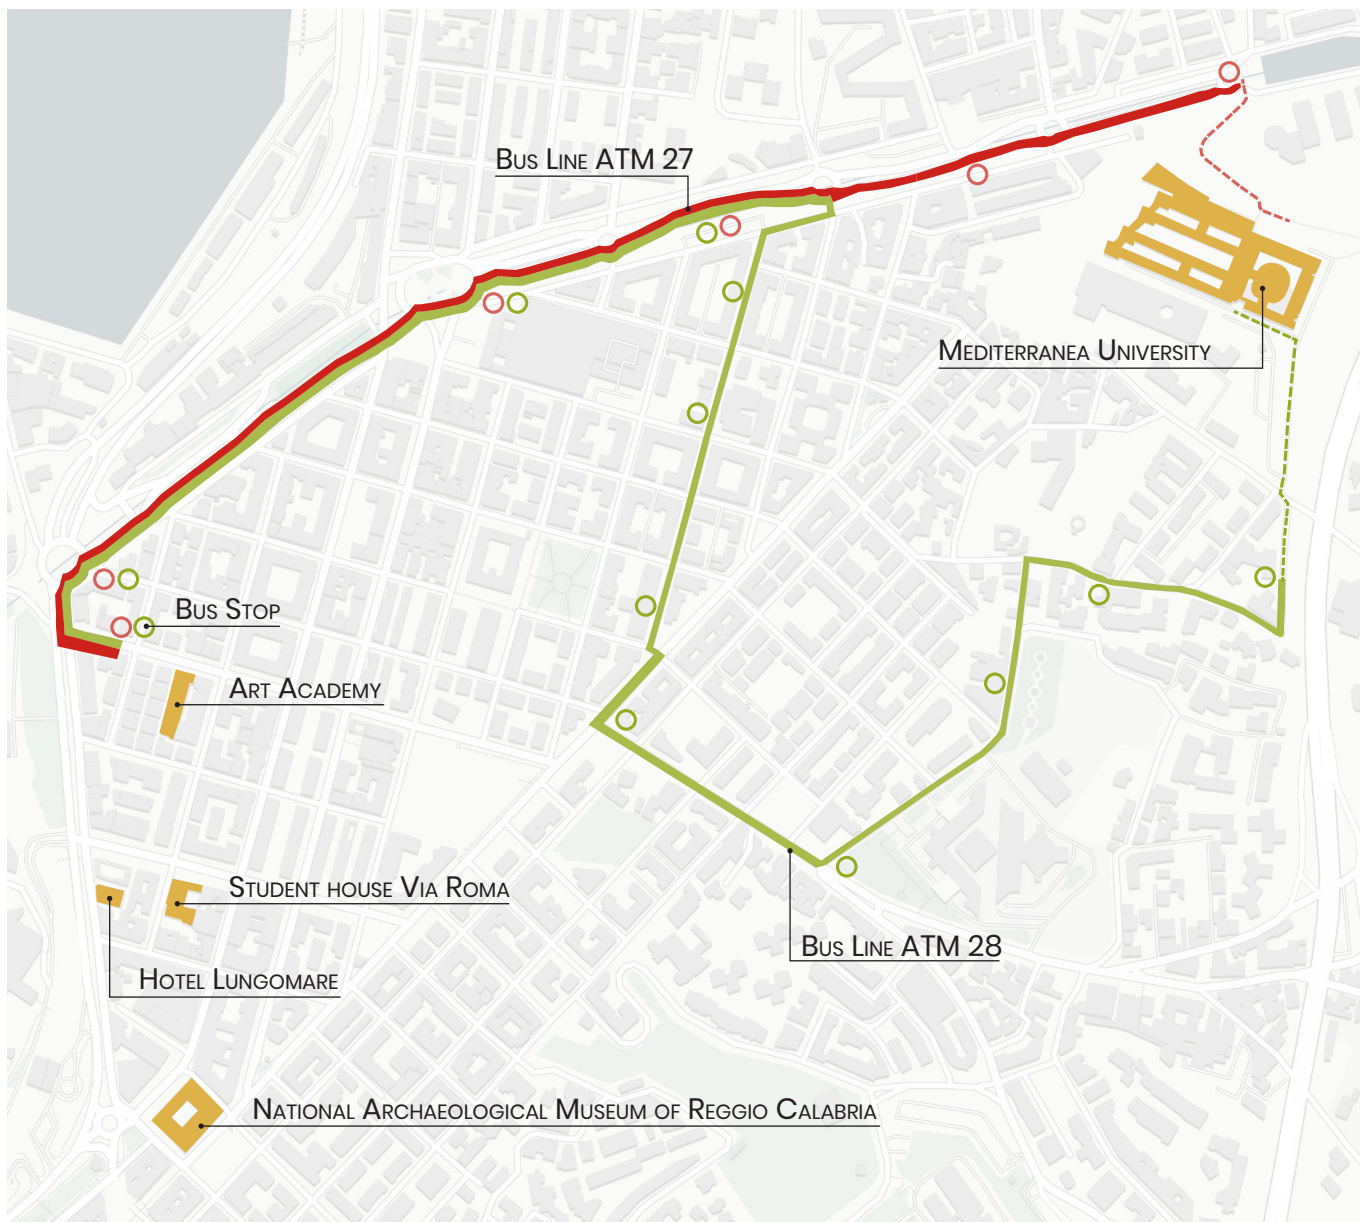 Bus Line ATM 27
Mediterranea University
Bus Stop
Art Academy
Student house Via Roma
Bus Line ATM 28
Hotel Lungomare
National Archaeological Museum of Reggio Calabria